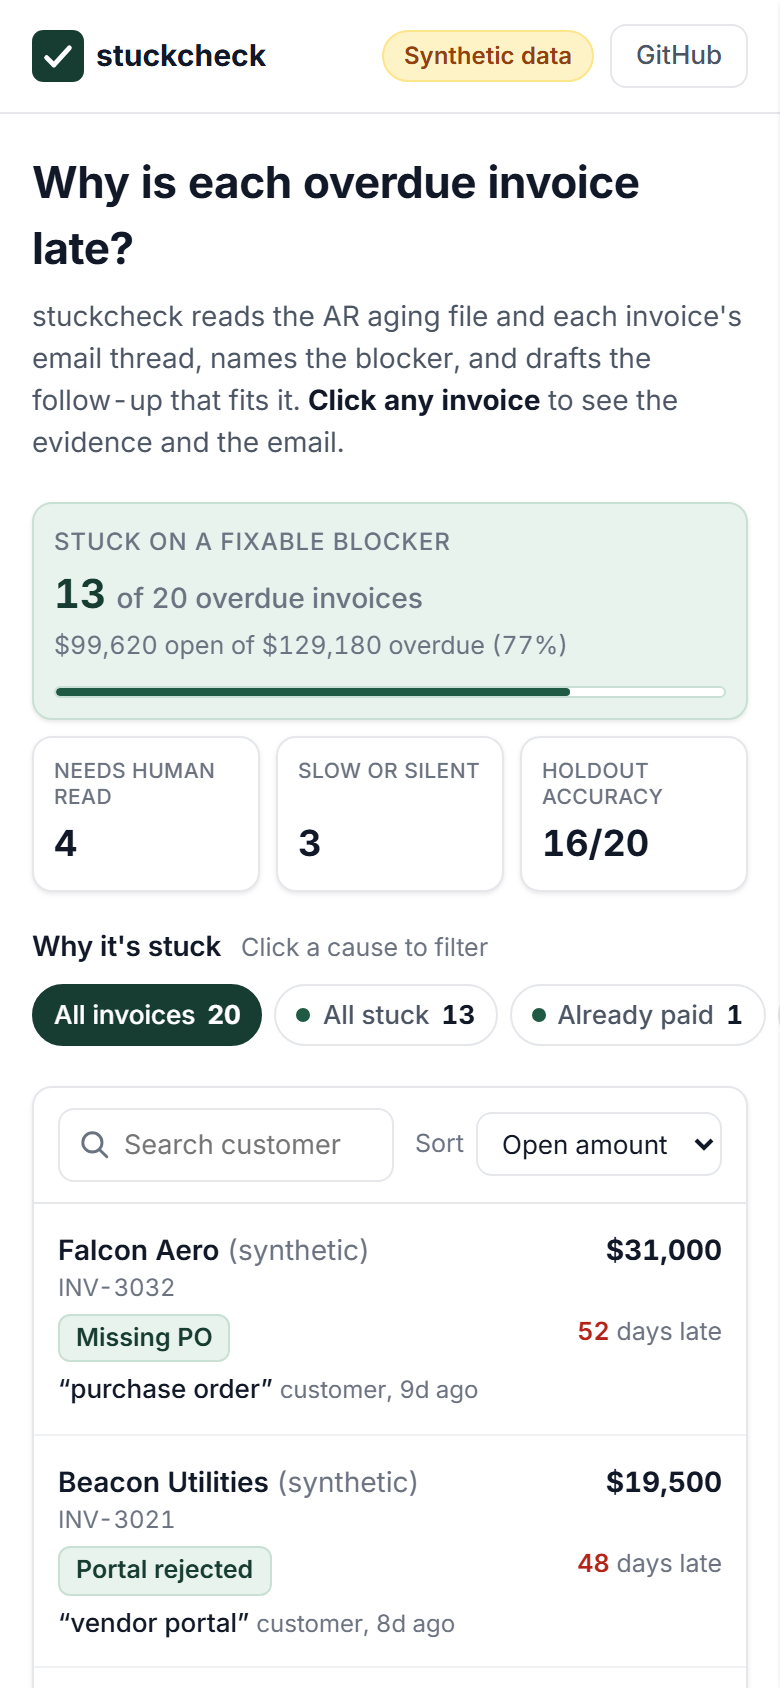 stuckcheck
Synthetic data
GitHub
Why is each overdue invoice
late?
stuckcheck reads the AR aging file and each invoice's
email thread, names the blocker, and drafts the
follow-up that fits it. Click any invoice to see the
evidence and the email.
STUCK ON A FIXABLE BLOCKER
13 of 20 overdue invoices
$99,620 open of $129,180 overdue (77%)
NEEDS HUMAN
READ
4
SLOW OR SILENT
3
HOLDOUT
ACCURACY
16/20
Why it's stuck Click a cause to filter
All invoices 20
All stuck 13
Already paid 1
Search customer
Sort
Open amount
Falcon Aero (synthetic)
$31,000
INV-3032
Missing PO
52 days late
“purchase order” customer, 9d ago
Beacon Utilities (synthetic)
$19,500
INV-3021
Portal rejected
48 days late
“vendor portal” customer, 8d ago